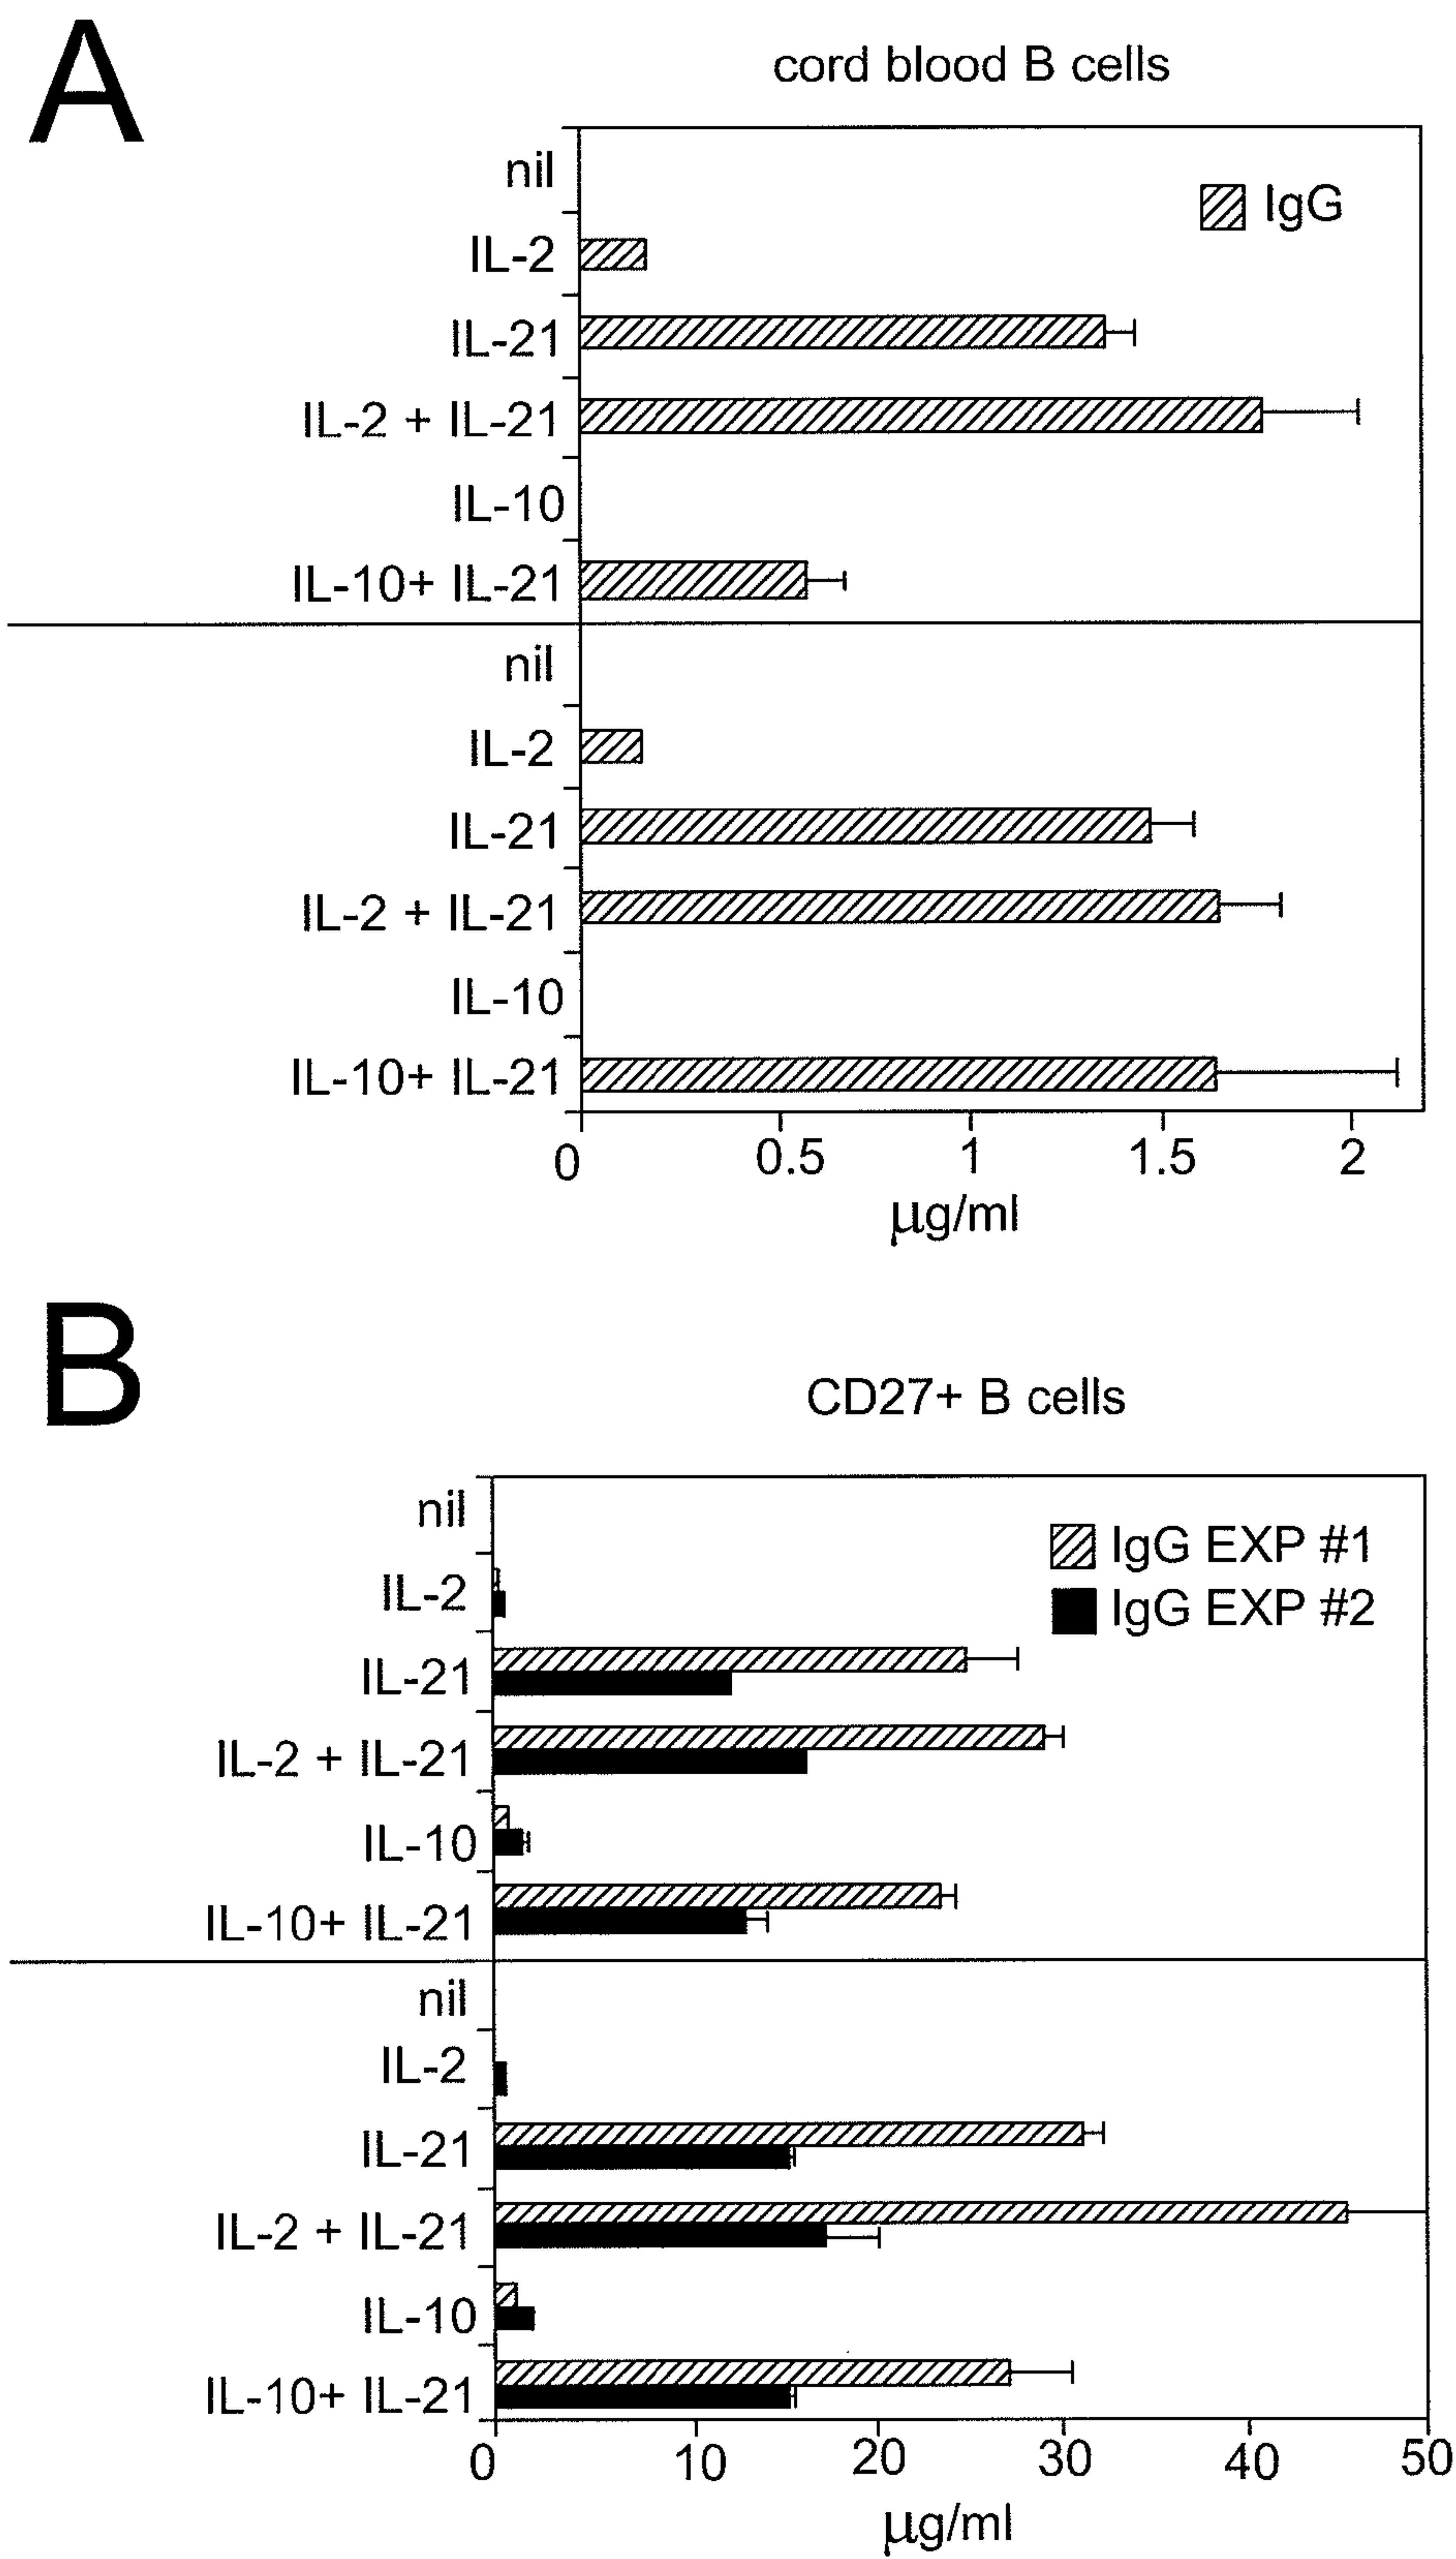 A
cord blood B cells
nil
IgG
IL-2
IL-21
IL-2 + IL-21
IL-10
IL-10+ IL-21
nil
IL-2
IL-21
IL-2 + IL-21
IL-10
IL-10+ IL-21
0 0.5 1 1.5 2
µg/ml
B
CD27+ B cells
nil
IgG EXP #1
IL-2
IgG EXP #2
IL-21
IL-2 + IL-21
IL-10
IL-10+ IL-21
nil
IL-2
IL-21
IL-2 + IL-21
IL-10
IL-10+ IL-21
0 10 20 30 40 50
µg/ml